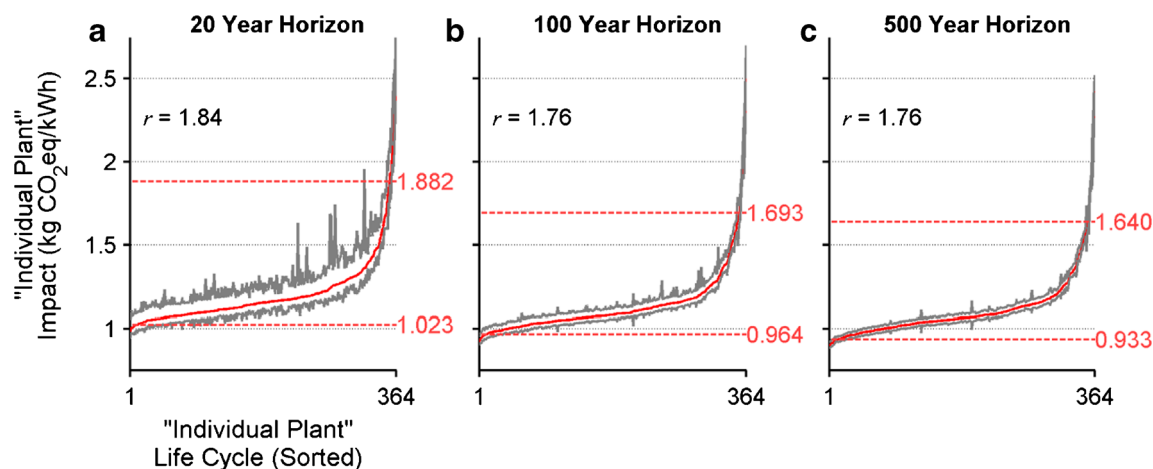 a
20 Year Horizon
b
100 Year Horizon
c
500 Year Horizon
"Individual Plant"
Impact (kg CO2eq/kWh)
2.5
2
1.5
1
r = 1.84
1.882
1.023
1
364
r = 1.76
1.693
0.964
1
364
r = 1.76
1.640
0.933
1
364
"Individual Plant"
Life Cycle (Sorted)